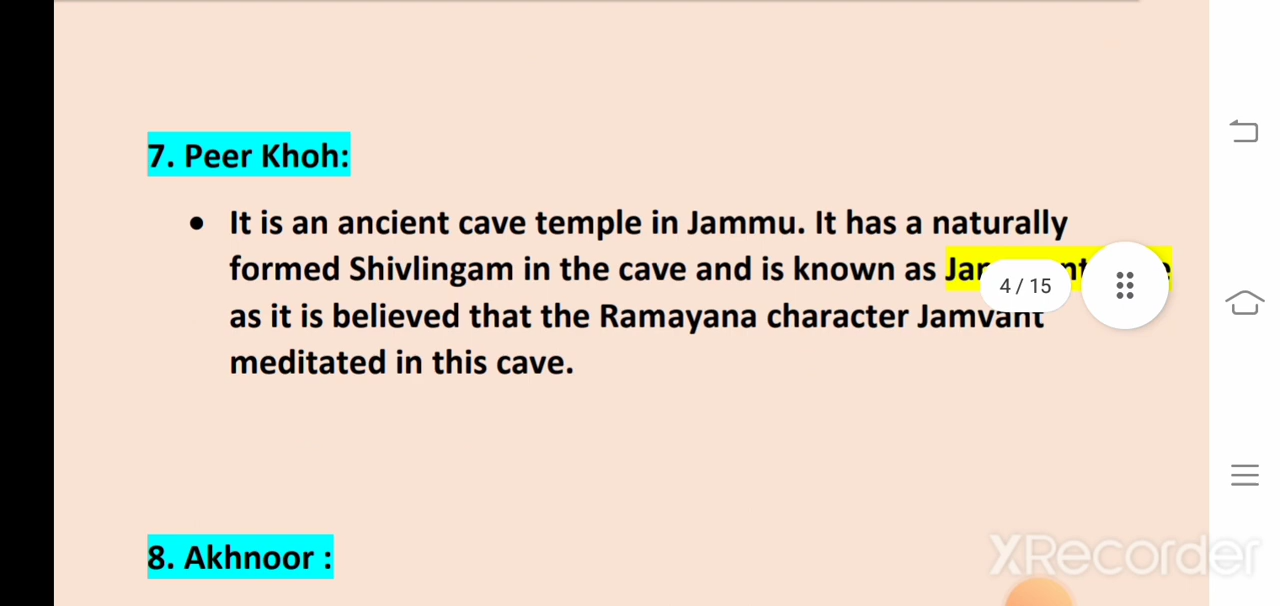 7. Peer Khoh:
• It is an ancient cave temple in Jammu. It has a naturally
formed Shivlingam in the cave and is known as
4 / 15
as it is believed that the Ramayana character Jamvant
meditated in this cave.
8. Akhnoor :
XRecorder